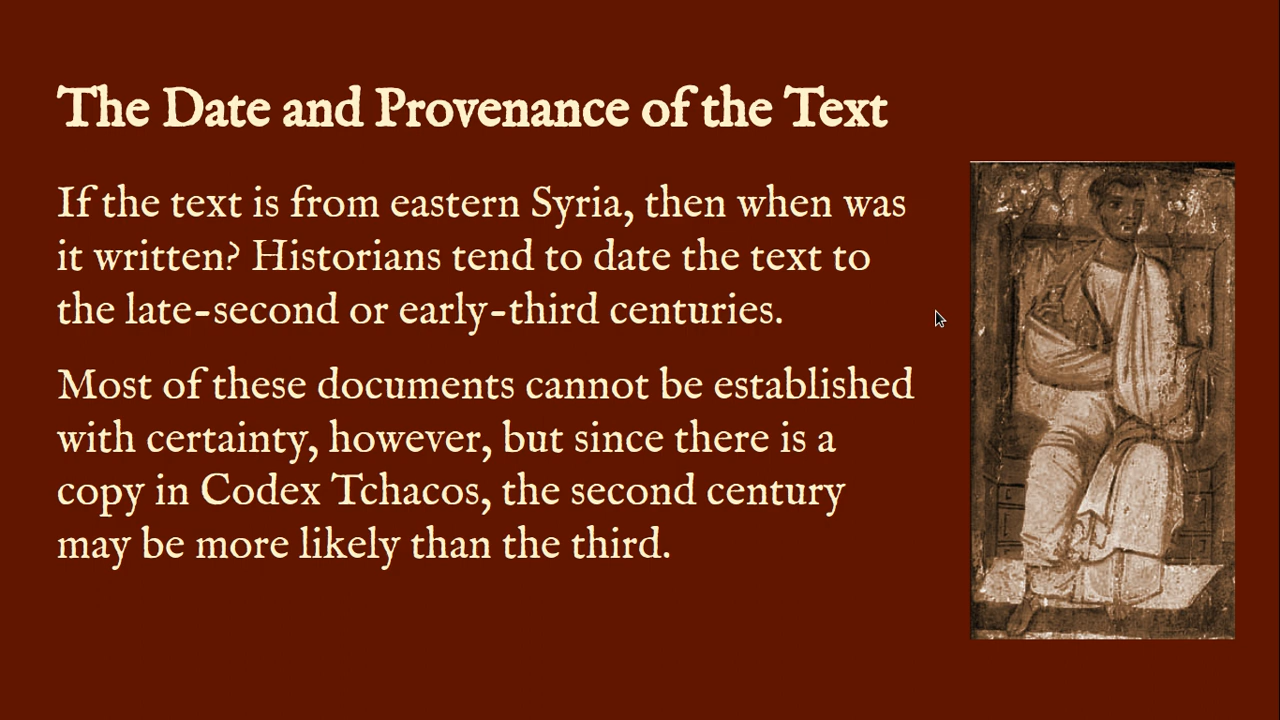 The Date and Provenance of the Text
If the text is from eastern Syria, then when was
it written? Historians tend to date the text to
the late-second or early-third centuries.
Most of these documents cannot be established
with certainty, however, but since there is a
copy in Codex Tchacos, the second century
may be more likely than the third.